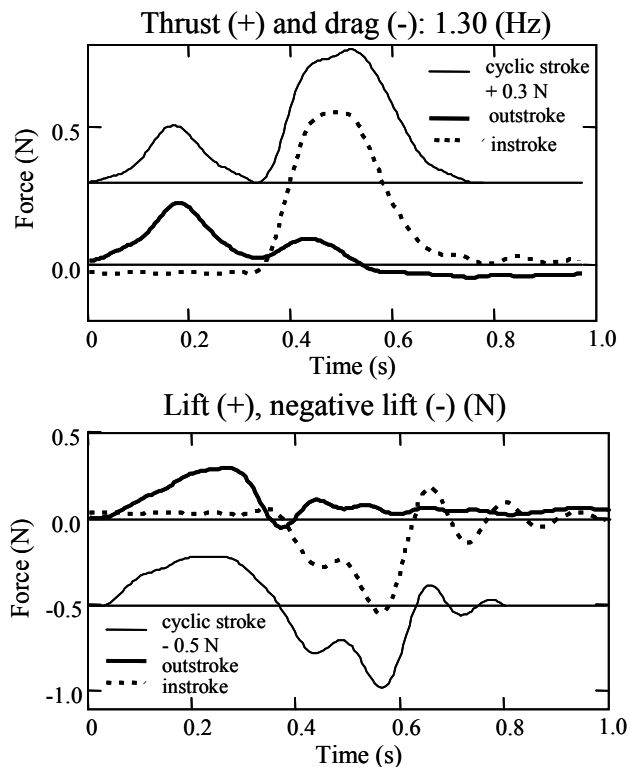 Thrust (+) and drag (-): 1.30 (Hz)
cyclic stroke
+ 0.3 N
outstroke
instroke
0.5
0.0
Force (N)
0 0.2 0.4 0.6 0.8 1.0
Time (s)
Lift (+), negative lift (-) (N)
0.5
0.0
-0.5
-1.0
Force (N)
cyclic stroke
- 0.5 N
outstroke
instroke
0 0.2 0.4 0.6 0.8 1.0
Time (s)